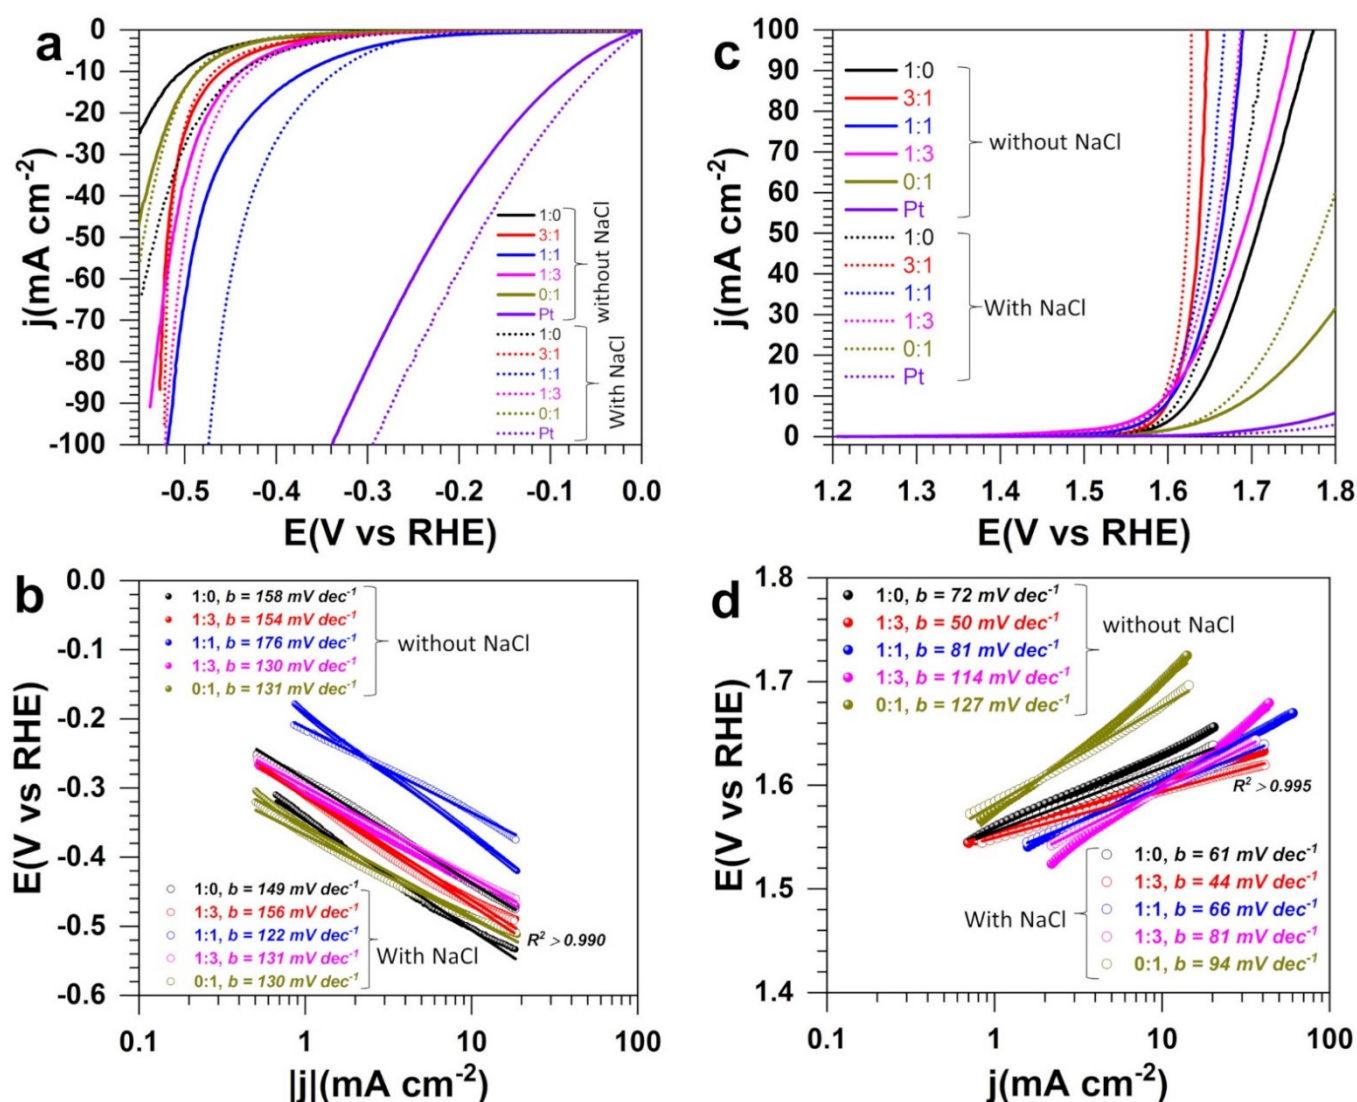 a
0
-10
-20
-30
-40
-50
-60
-70
-80
-90
-100
j(mA cm⁻²)
-0.5
-0.4
-0.3
-0.2
-0.1
0.0
E(V vs RHE)
1:0
3:1
1:1
1:3
0:1
Pt
without NaCl
1:0
3:1
1:1
1:3
0:1
Pt
With NaCl
c
100
90
80
70
60
50
40
30
20
10
0
j(mA cm⁻²)
1.2
1.3
1.4
1.5
1.6
1.7
1.8
E(V vs RHE)
1:0
3:1
1:1
1:3
0:1
Pt
without NaCl
1:0
3:1
1:1
1:3
0:1
Pt
With NaCl
b
0.0
-0.1
-0.2
-0.3
-0.4
-0.5
-0.6
E(V vs RHE)
0.1
1
10
100
|j|(mA cm⁻²)
1:0, b = 158 mV dec⁻¹
1:3, b = 154 mV dec⁻¹
1:1, b = 176 mV dec⁻¹
1:3, b = 130 mV dec⁻¹
0:1, b = 131 mV dec⁻¹
without NaCl
1:0, b = 149 mV dec⁻¹
1:3, b = 156 mV dec⁻¹
1:1, b = 122 mV dec⁻¹
1:3, b = 131 mV dec⁻¹
0:1, b = 130 mV dec⁻¹
With NaCl
R² > 0.990
d
1.8
1.7
1.6
1.5
1.4
E(V vs RHE)
0.1
1
10
100
j(mA cm⁻²)
1:0, b = 72 mV dec⁻¹
1:3, b = 50 mV dec⁻¹
1:1, b = 81 mV dec⁻¹
1:3, b = 114 mV dec⁻¹
0:1, b = 127 mV dec⁻¹
without NaCl
R² > 0.995
1:0, b = 61 mV dec⁻¹
1:3, b = 44 mV dec⁻¹
1:1, b = 66 mV dec⁻¹
1:3, b = 81 mV dec⁻¹
0:1, b = 94 mV dec⁻¹
With NaCl